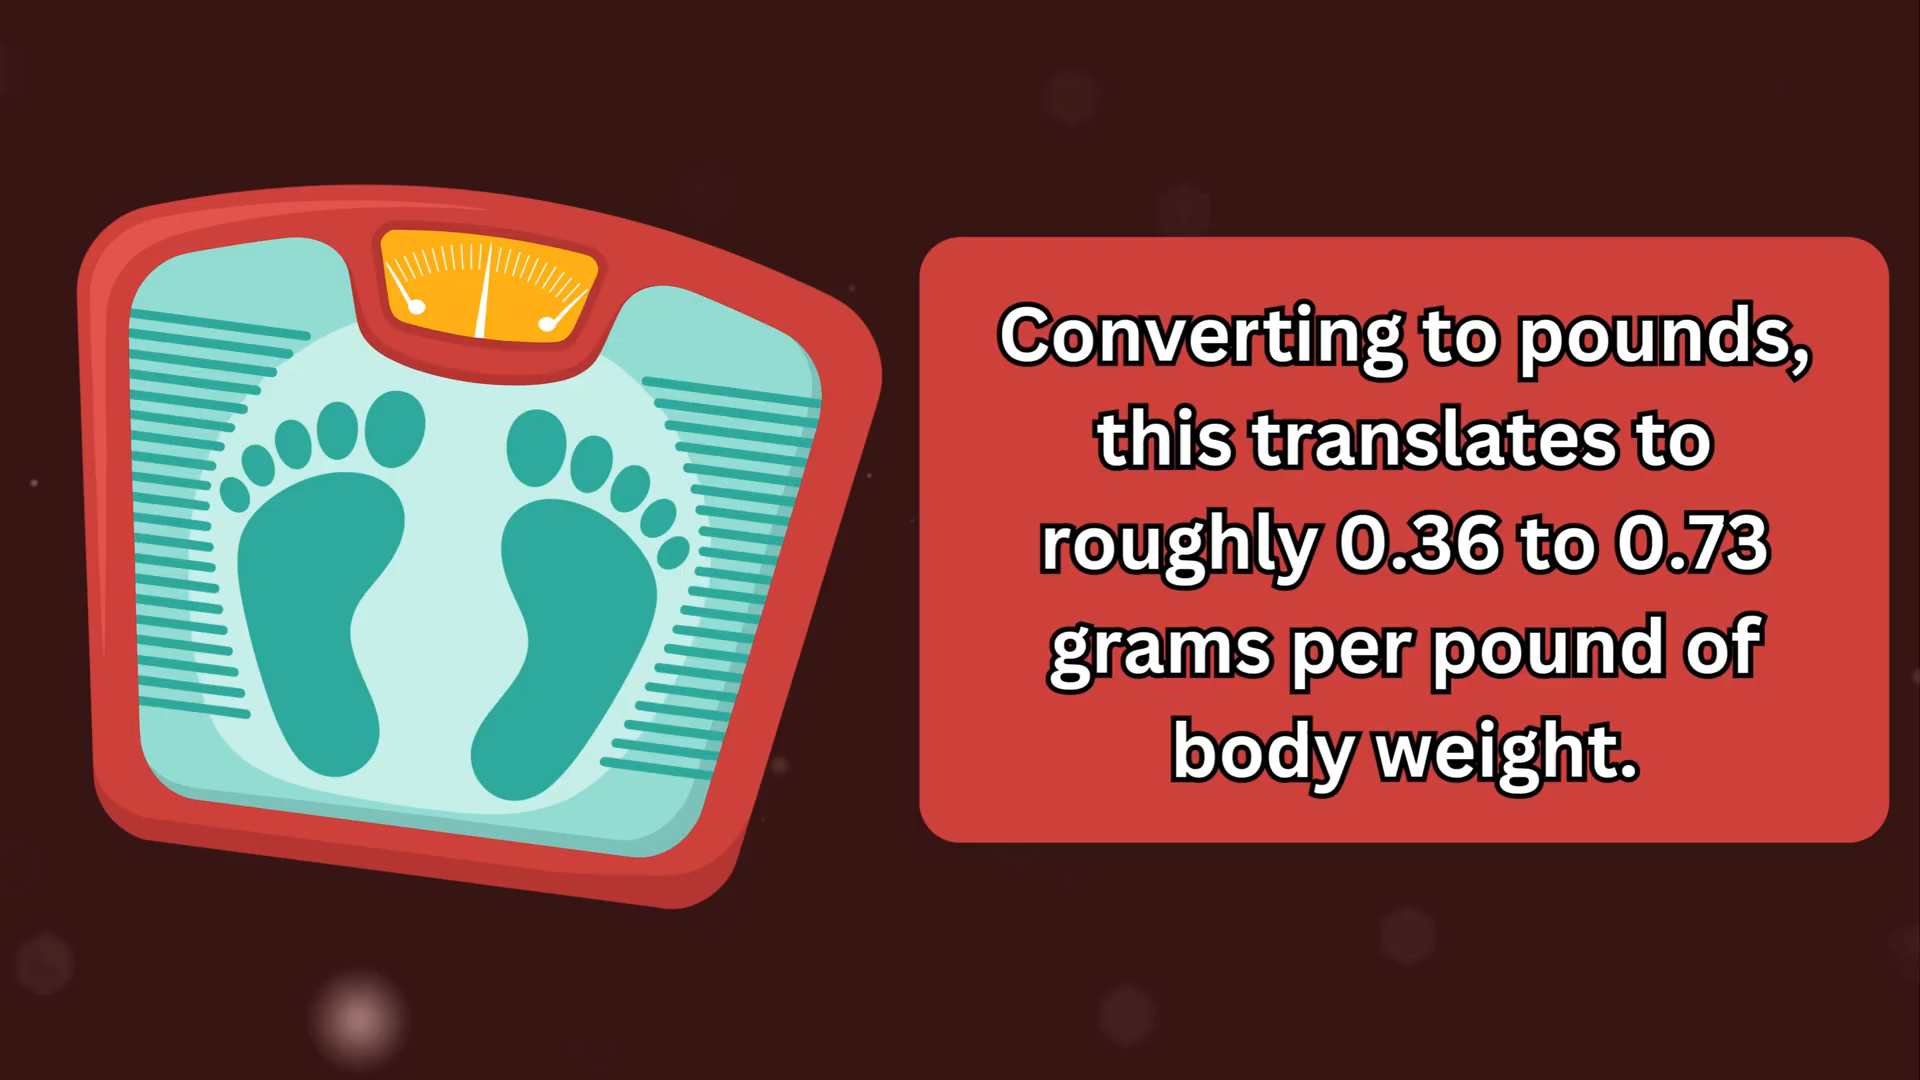 Converting to pounds,
this translates to
roughly 0.36 to 0.73
grams per pound of
body weight.